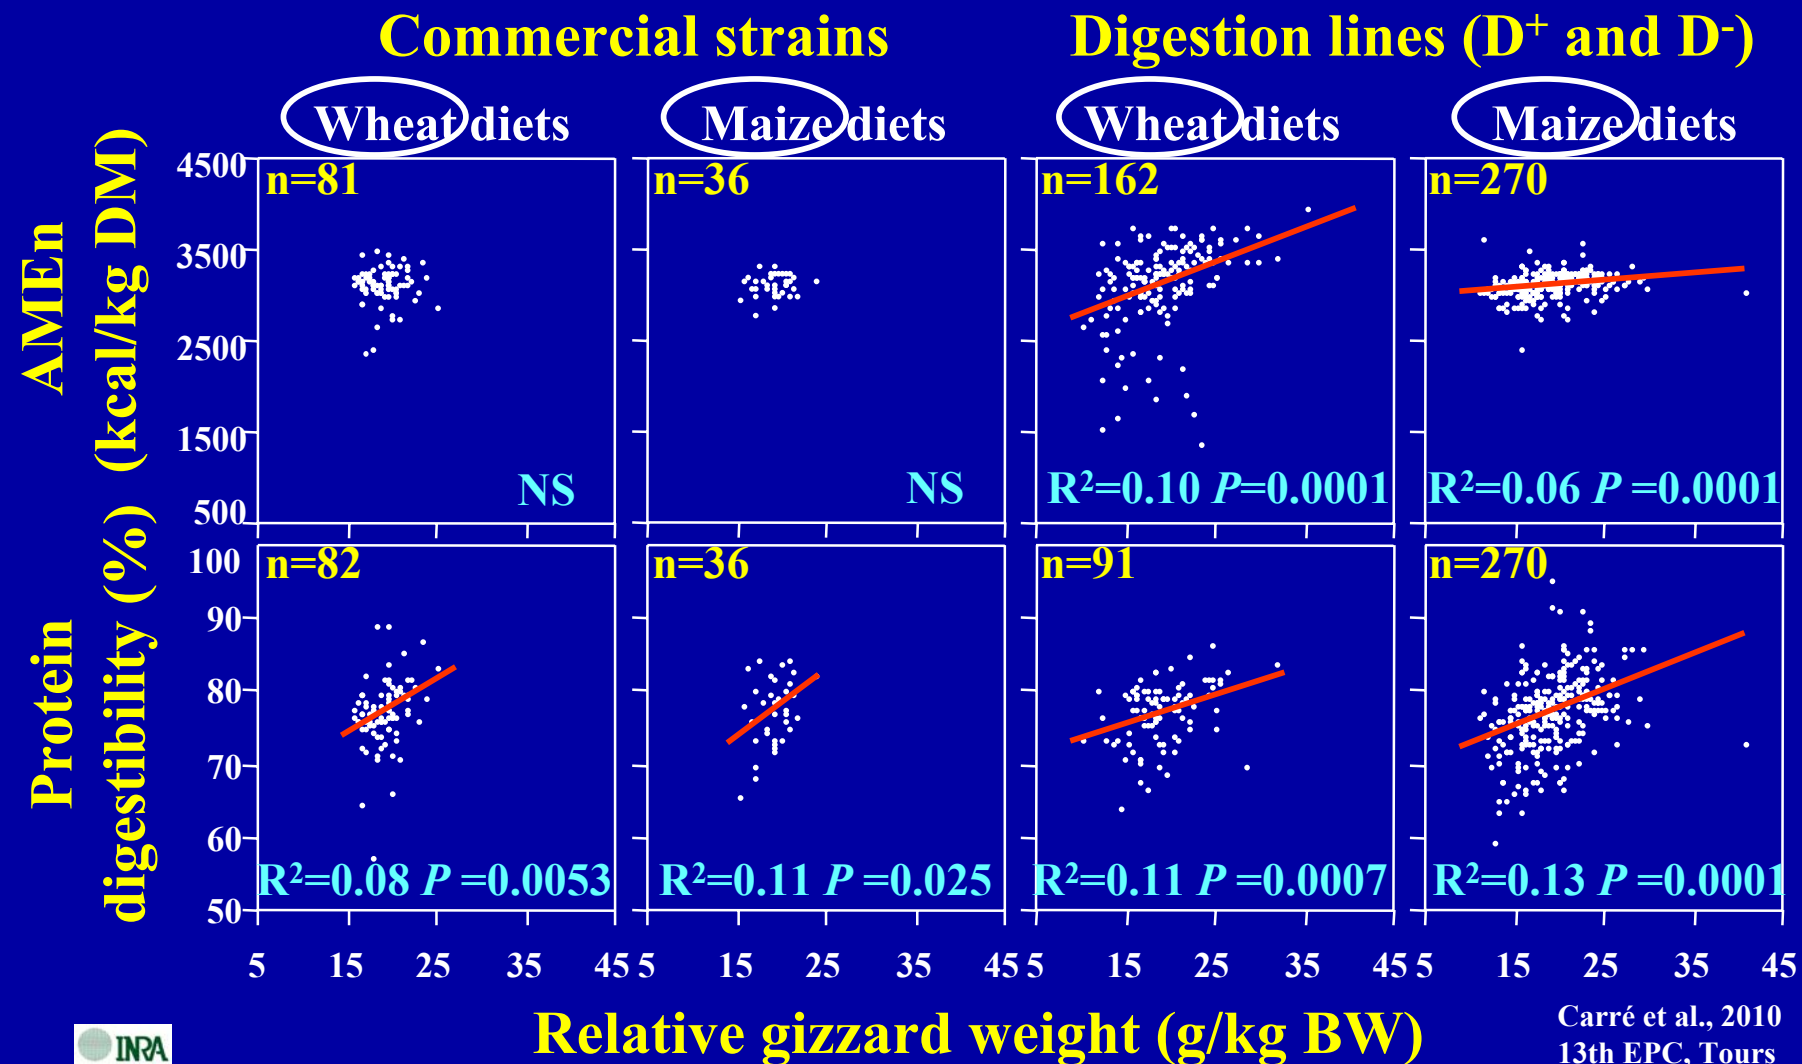 Commercial strains Digestion lines (D⁺ and D⁻)
Wheat diets Maize diets Wheat diets Maize diets
AMEn
(kcal/kg DM)
4500
3500
2500
1500
500
n=81
NS
n=36
NS
n=162
R²=0.10 P=0.0001
n=270
R²=0.06 P =0.0001
Protein
digestibility (%)
100
90
80
70
60
50
n=82
R²=0.08 P =0.0053
n=36
R²=0.11 P =0.025
n=91
R²=0.11 P =0.0007
n=270
R²=0.13 P =0.0001
5 15 25 35 45 5 15 25 35 45 5 15 25 35 45 5 15 25 35 45
Relative gizzard weight (g/kg BW)
Carré et al., 2010
13th EPC, Tours
INRA